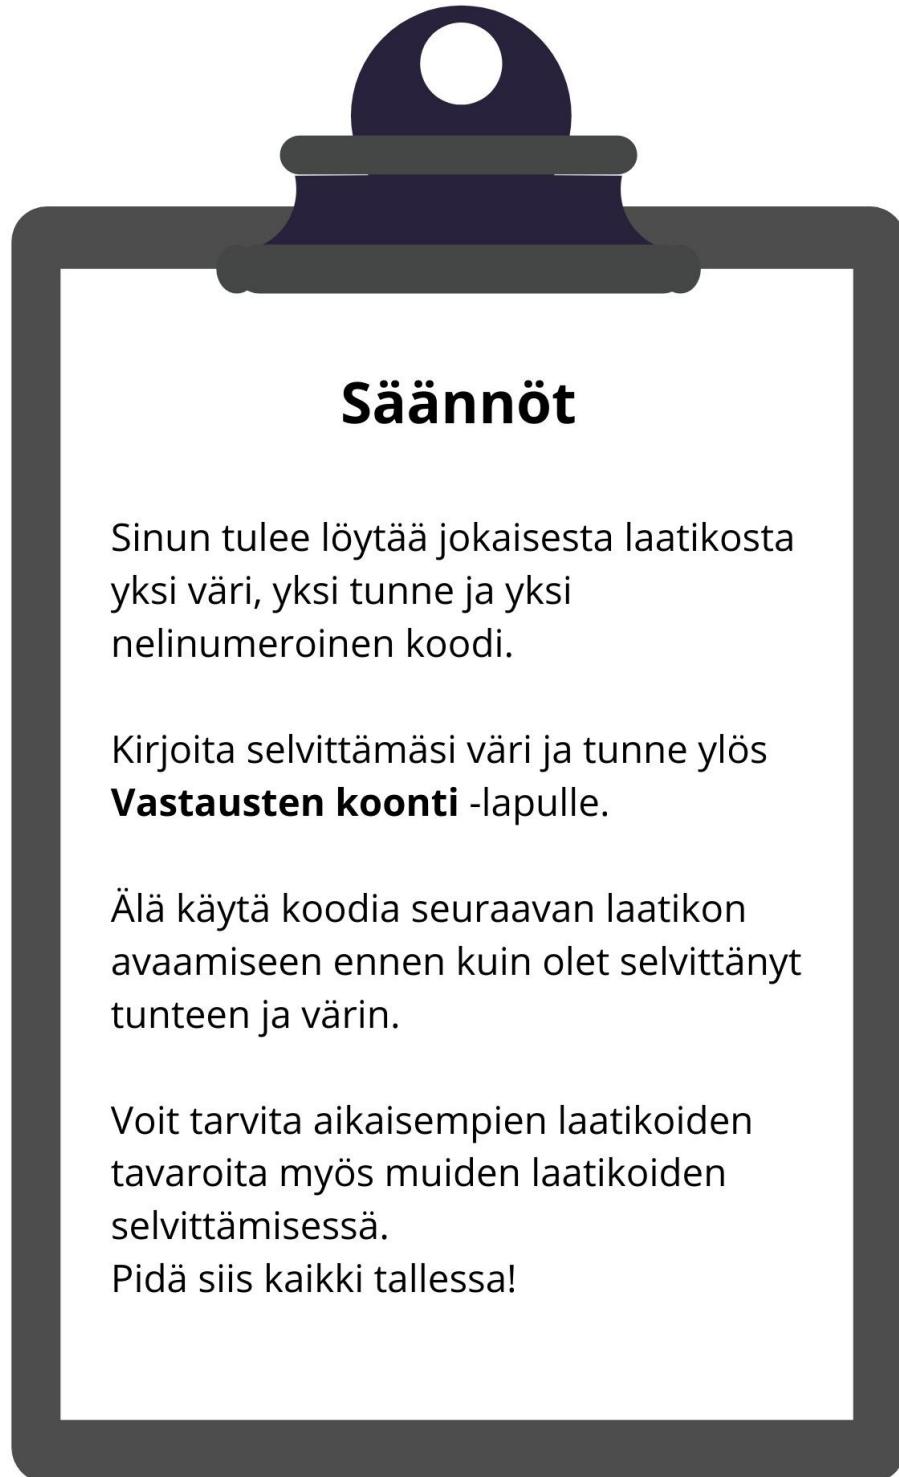 Säännöt
Sinun tulee löytää jokaisesta laatikosta
yksi väri, yksi tunne ja yksi
nelinumeroinen koodi.
Kirjoita selvittämäsi väri ja tunne ylös
Vastausten koonti -lapulle.
Älä käytä koodia seuraavan laatikon
avaamiseen ennen kuin olet selvittänyt
tunteen ja värin.
Voit tarvita aikaisempien laatikoiden
tavaroita myös muiden laatikoiden
selvittämisessä.
Pidä siis kaikki tallessa!